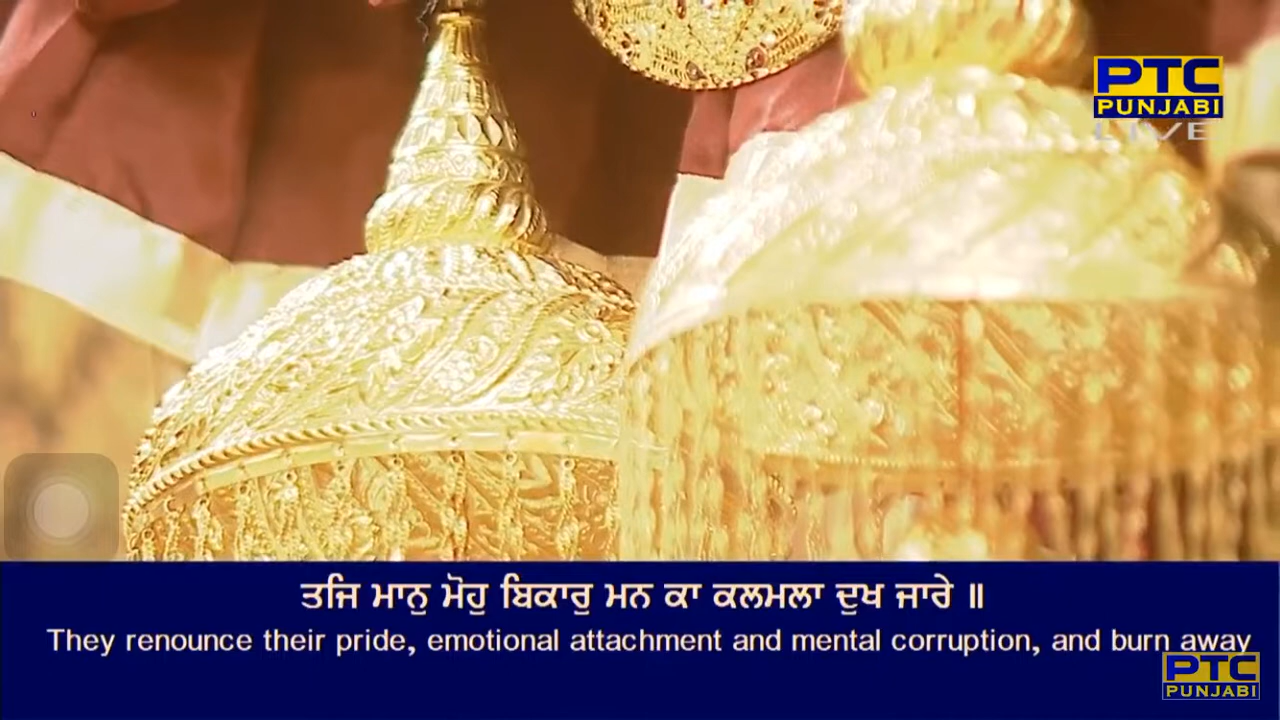 PTC
PUNJABI
LIVE
ਤਜਿ ਮਾਨੁ ਮੋਹੁ ਬਿਕਾਰੁ ਮਨ ਕਾ ਕਲਮਲਾ ਦੁਖ ਜਾਰੇ ॥
They renounce their pride, emotional attachment and mental corruption, and burn away
PTC
PUNJABI